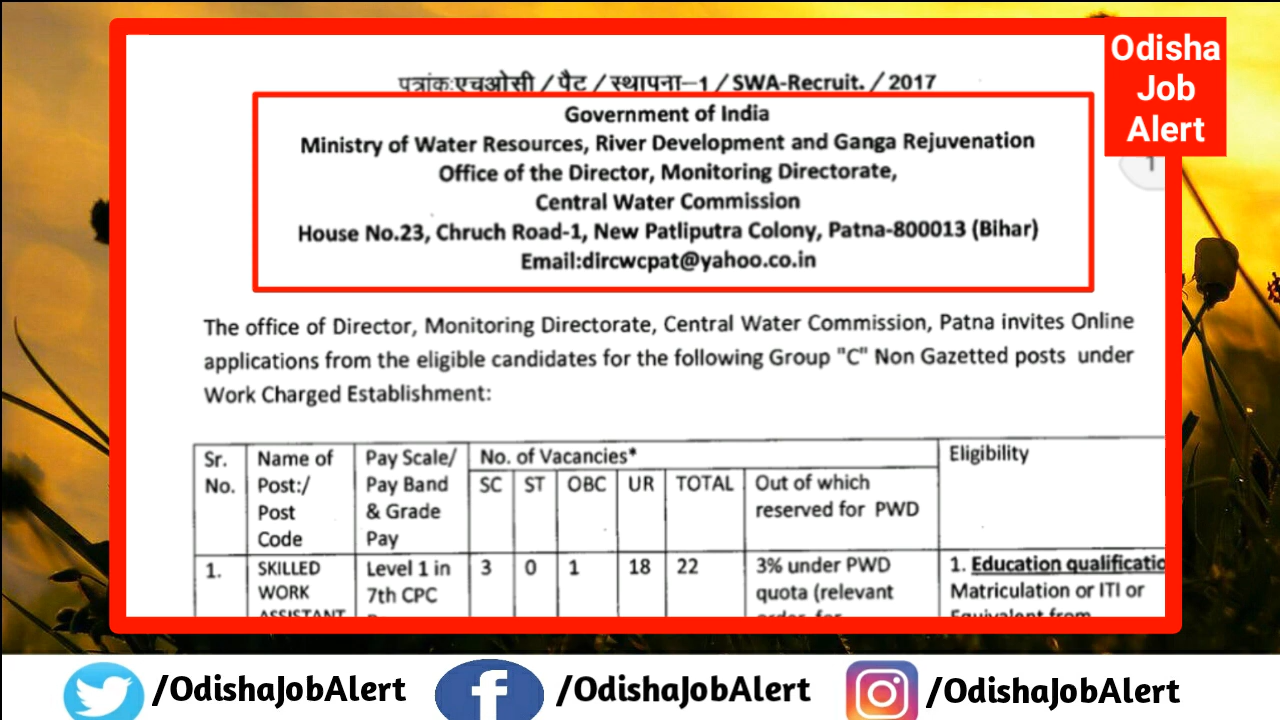 Odisha
Job
Alert
पत्रांक:एचओसी / पैट / स्थापना–1 / SWA-Recruit. / 2017
Government of India
Ministry of Water Resources, River Development and Ganga Rejuvenation
Office of the Director, Monitoring Directorate,
Central Water Commission
House No.23, Chruch Road-1, New Patliputra Colony, Patna-800013 (Bihar)
Email:dircwcpat@yahoo.co.in
1
The office of Director, Monitoring Directorate, Central Water Commission, Patna invites Online
applications from the eligible candidates for the following Group "C" Non Gazetted posts under
Work Charged Establishment:
Sr. No.
Name of Post:/ Post Code
Pay Scale/ Pay Band & Grade Pay
No. of Vacancies*
SC ST OBC UR TOTAL
Out of which reserved for PWD
Eligibility
1.
SKILLED WORK ASSISTANT
Level 1 in 7th CPC
3 0 1 18 22
3% under PWD quota (relevant
1. Education qualificatio
Matriculation or ITI or
Equivalent from
/OdishaJobAlert /OdishaJobAlert /OdishaJobAlert